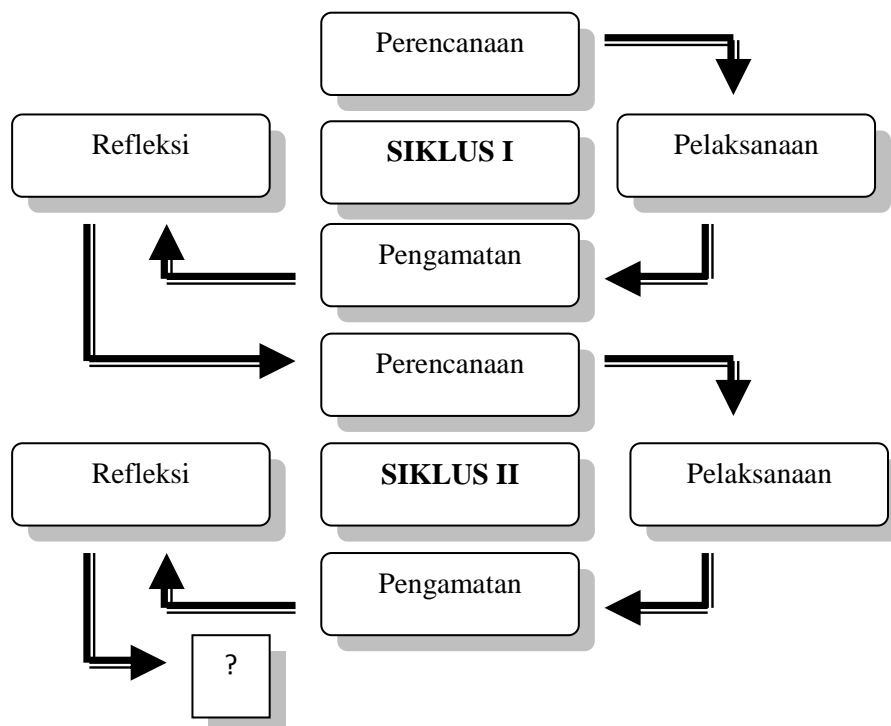 Perencanaan
Refleksi
SIKLUS I
Pelaksanaan
Pengamatan
Perencanaan
Refleksi
SIKLUS II
Pelaksanaan
Pengamatan
?